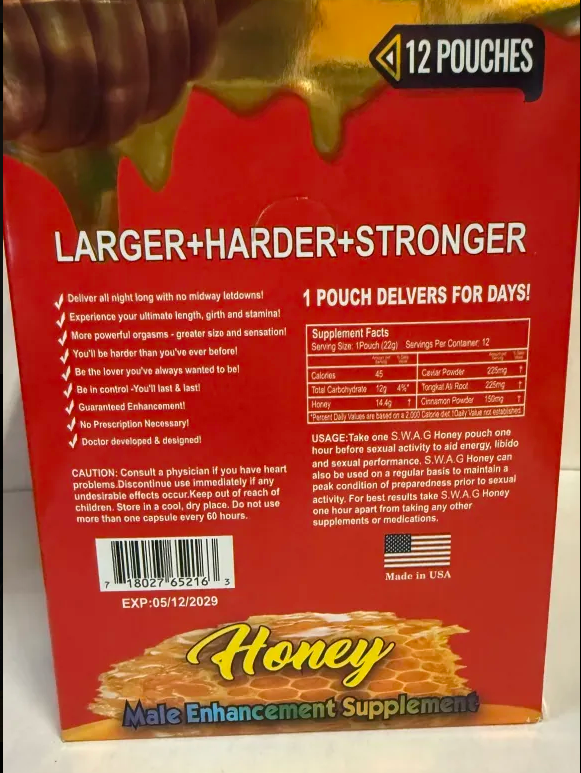 12 POUCHES
LARGER+HARDER+STRONGER
Deliver all night long with no midway letdowns!
Experience your ultimate length, girth and stamina!
More powerful orgasms - greater size and sensation!
You'll be harder than you've ever before!
Be the lover you've always wanted to be!
Be in control -You'll last & last!
Guaranteed Enhancement!
No Prescription Necessary!
Doctor developed & designed!
CAUTION: Consult a physician if you have heart
problems.Discontinue use immediately if any
undesirable effects occur.Keep out of reach of
children. Store in a cool, dry place. Do not use
more than one capsule every 60 hours.
7 18027 65216 3
EXP:05/12/2029
1 POUCH DELVERS FOR DAYS!
Supplement Facts
Serving Size: 1Pouch (22g) Servings Per Container: 12
Amount per Serving % Daily Value Amount per Serving % Daily Value
Calories 45 Caviar Powder 225mg †
Total Carbohydrate 12g 4%* Tongkat Ali Root 225mg †
Honey 14.4g † Cinnamon Powder 150mg †
*Percent Daily Values are based on a 2,000 Calorie diet †Daily Value not established
USAGE:Take one S.W.A.G Honey pouch one
hour before sexual activity to aid energy, libido
and sexual performance. S.W.A.G Honey can
also be used on a regular basis to maintain a
peak condition of preparedness prior to sexual
activity. For best results take S.W.A.G Honey
one hour apart from taking any other
supplements or medications.
Made in USA
Honey
Male Enhancement Supplement